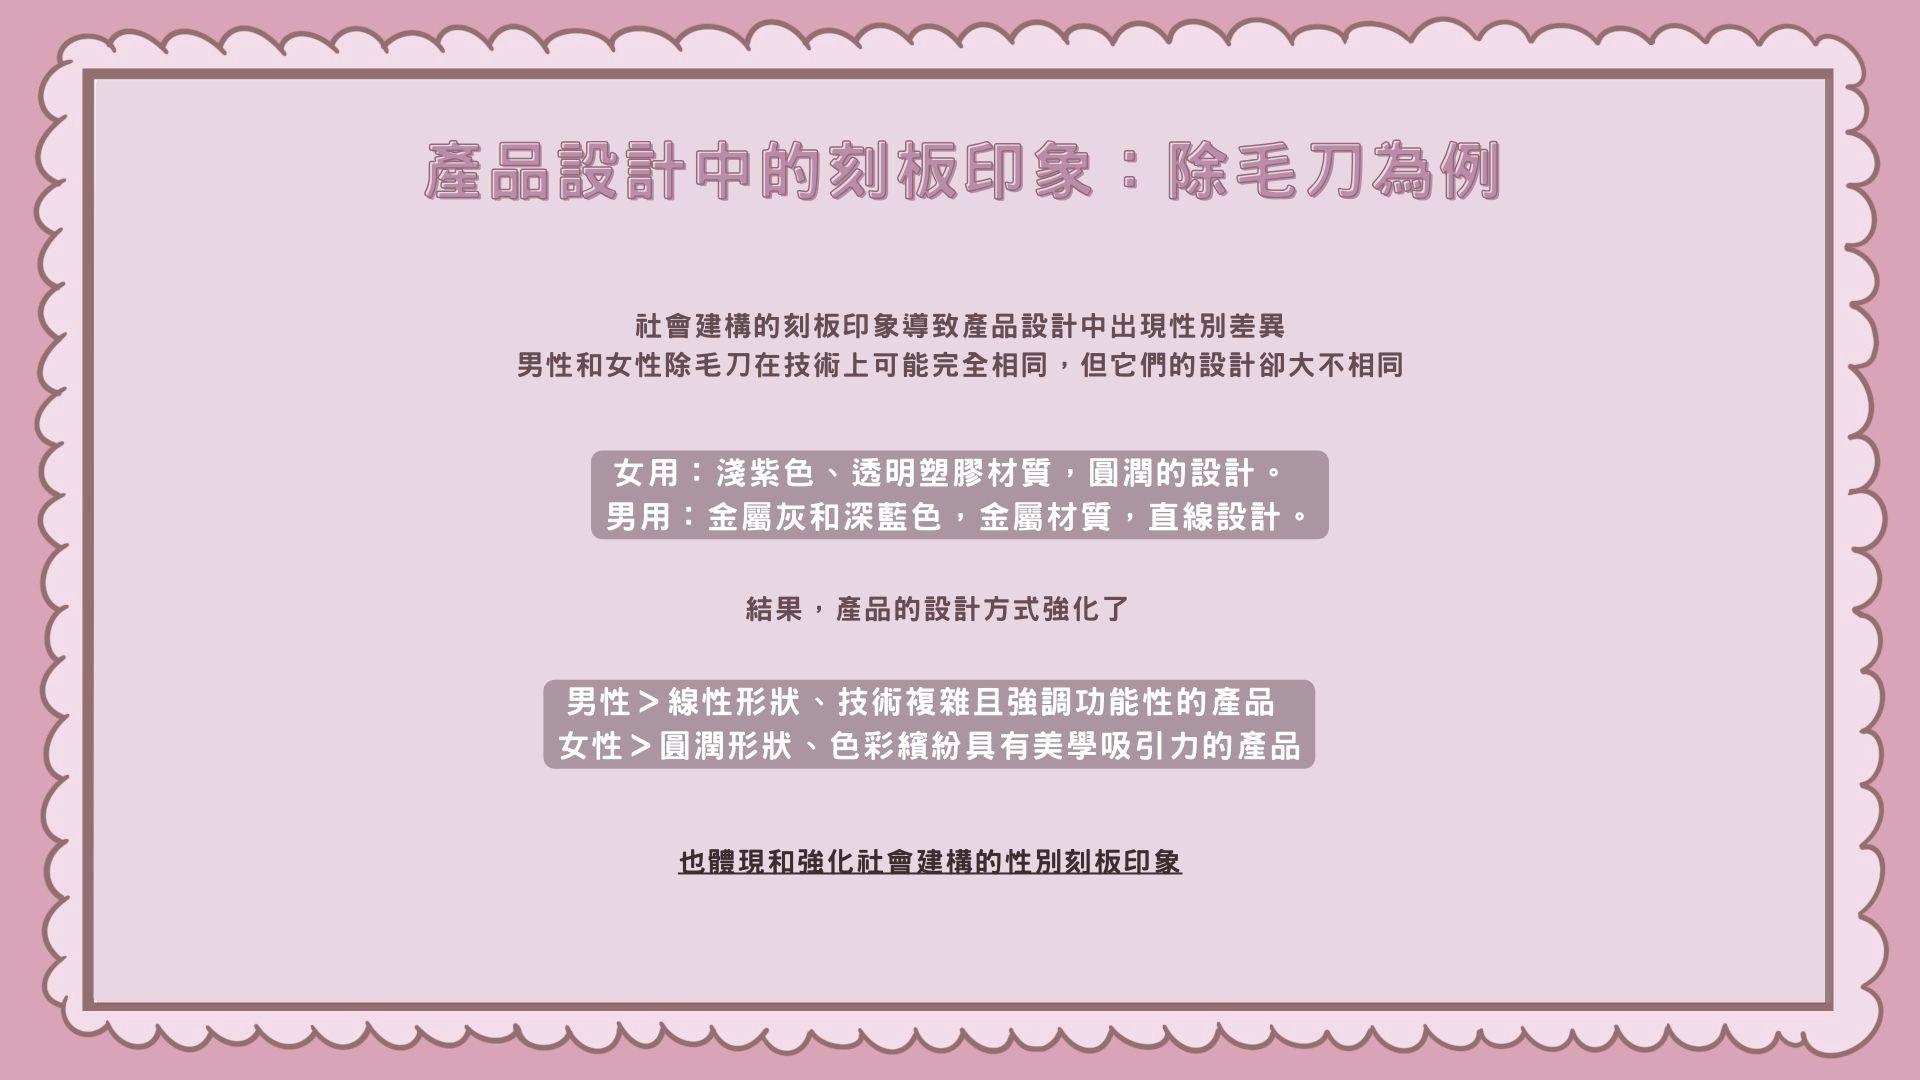 產品設計中的刻板印象：除毛刀為例
社會建構的刻板印象導致產品設計中出現性別差異
男性和女性除毛刀在技術上可能完全相同，但它們的設計卻大不相同
女用：淺紫色、透明塑膠材質，圓潤的設計。
男用：金屬灰和深藍色，金屬材質，直線設計。
結果，產品的設計方式強化了
男性＞線性形狀、技術複雜且強調功能性的產品
女性＞圓潤形狀、色彩繽紛具有美學吸引力的產品
也體現和強化社會建構的性別刻板印象